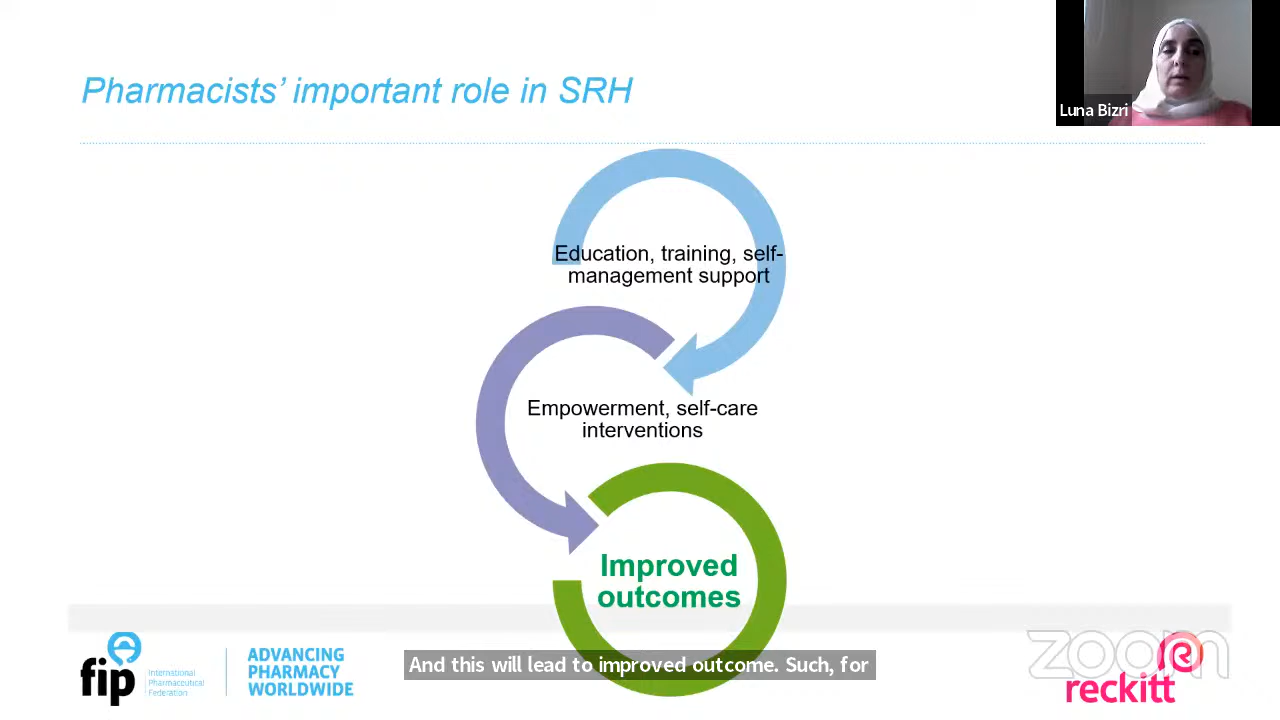 Pharmacists’ important role in SRH
Luna Bizri
Education, training, self-
management support
Empowerment, self-care
interventions
Improved
outcomes
And this will lead to improved outcome. Such, for
fip
International
Pharmaceutical
Federation
ADVANCING
PHARMACY
WORLDWIDE
zoom
reckitt